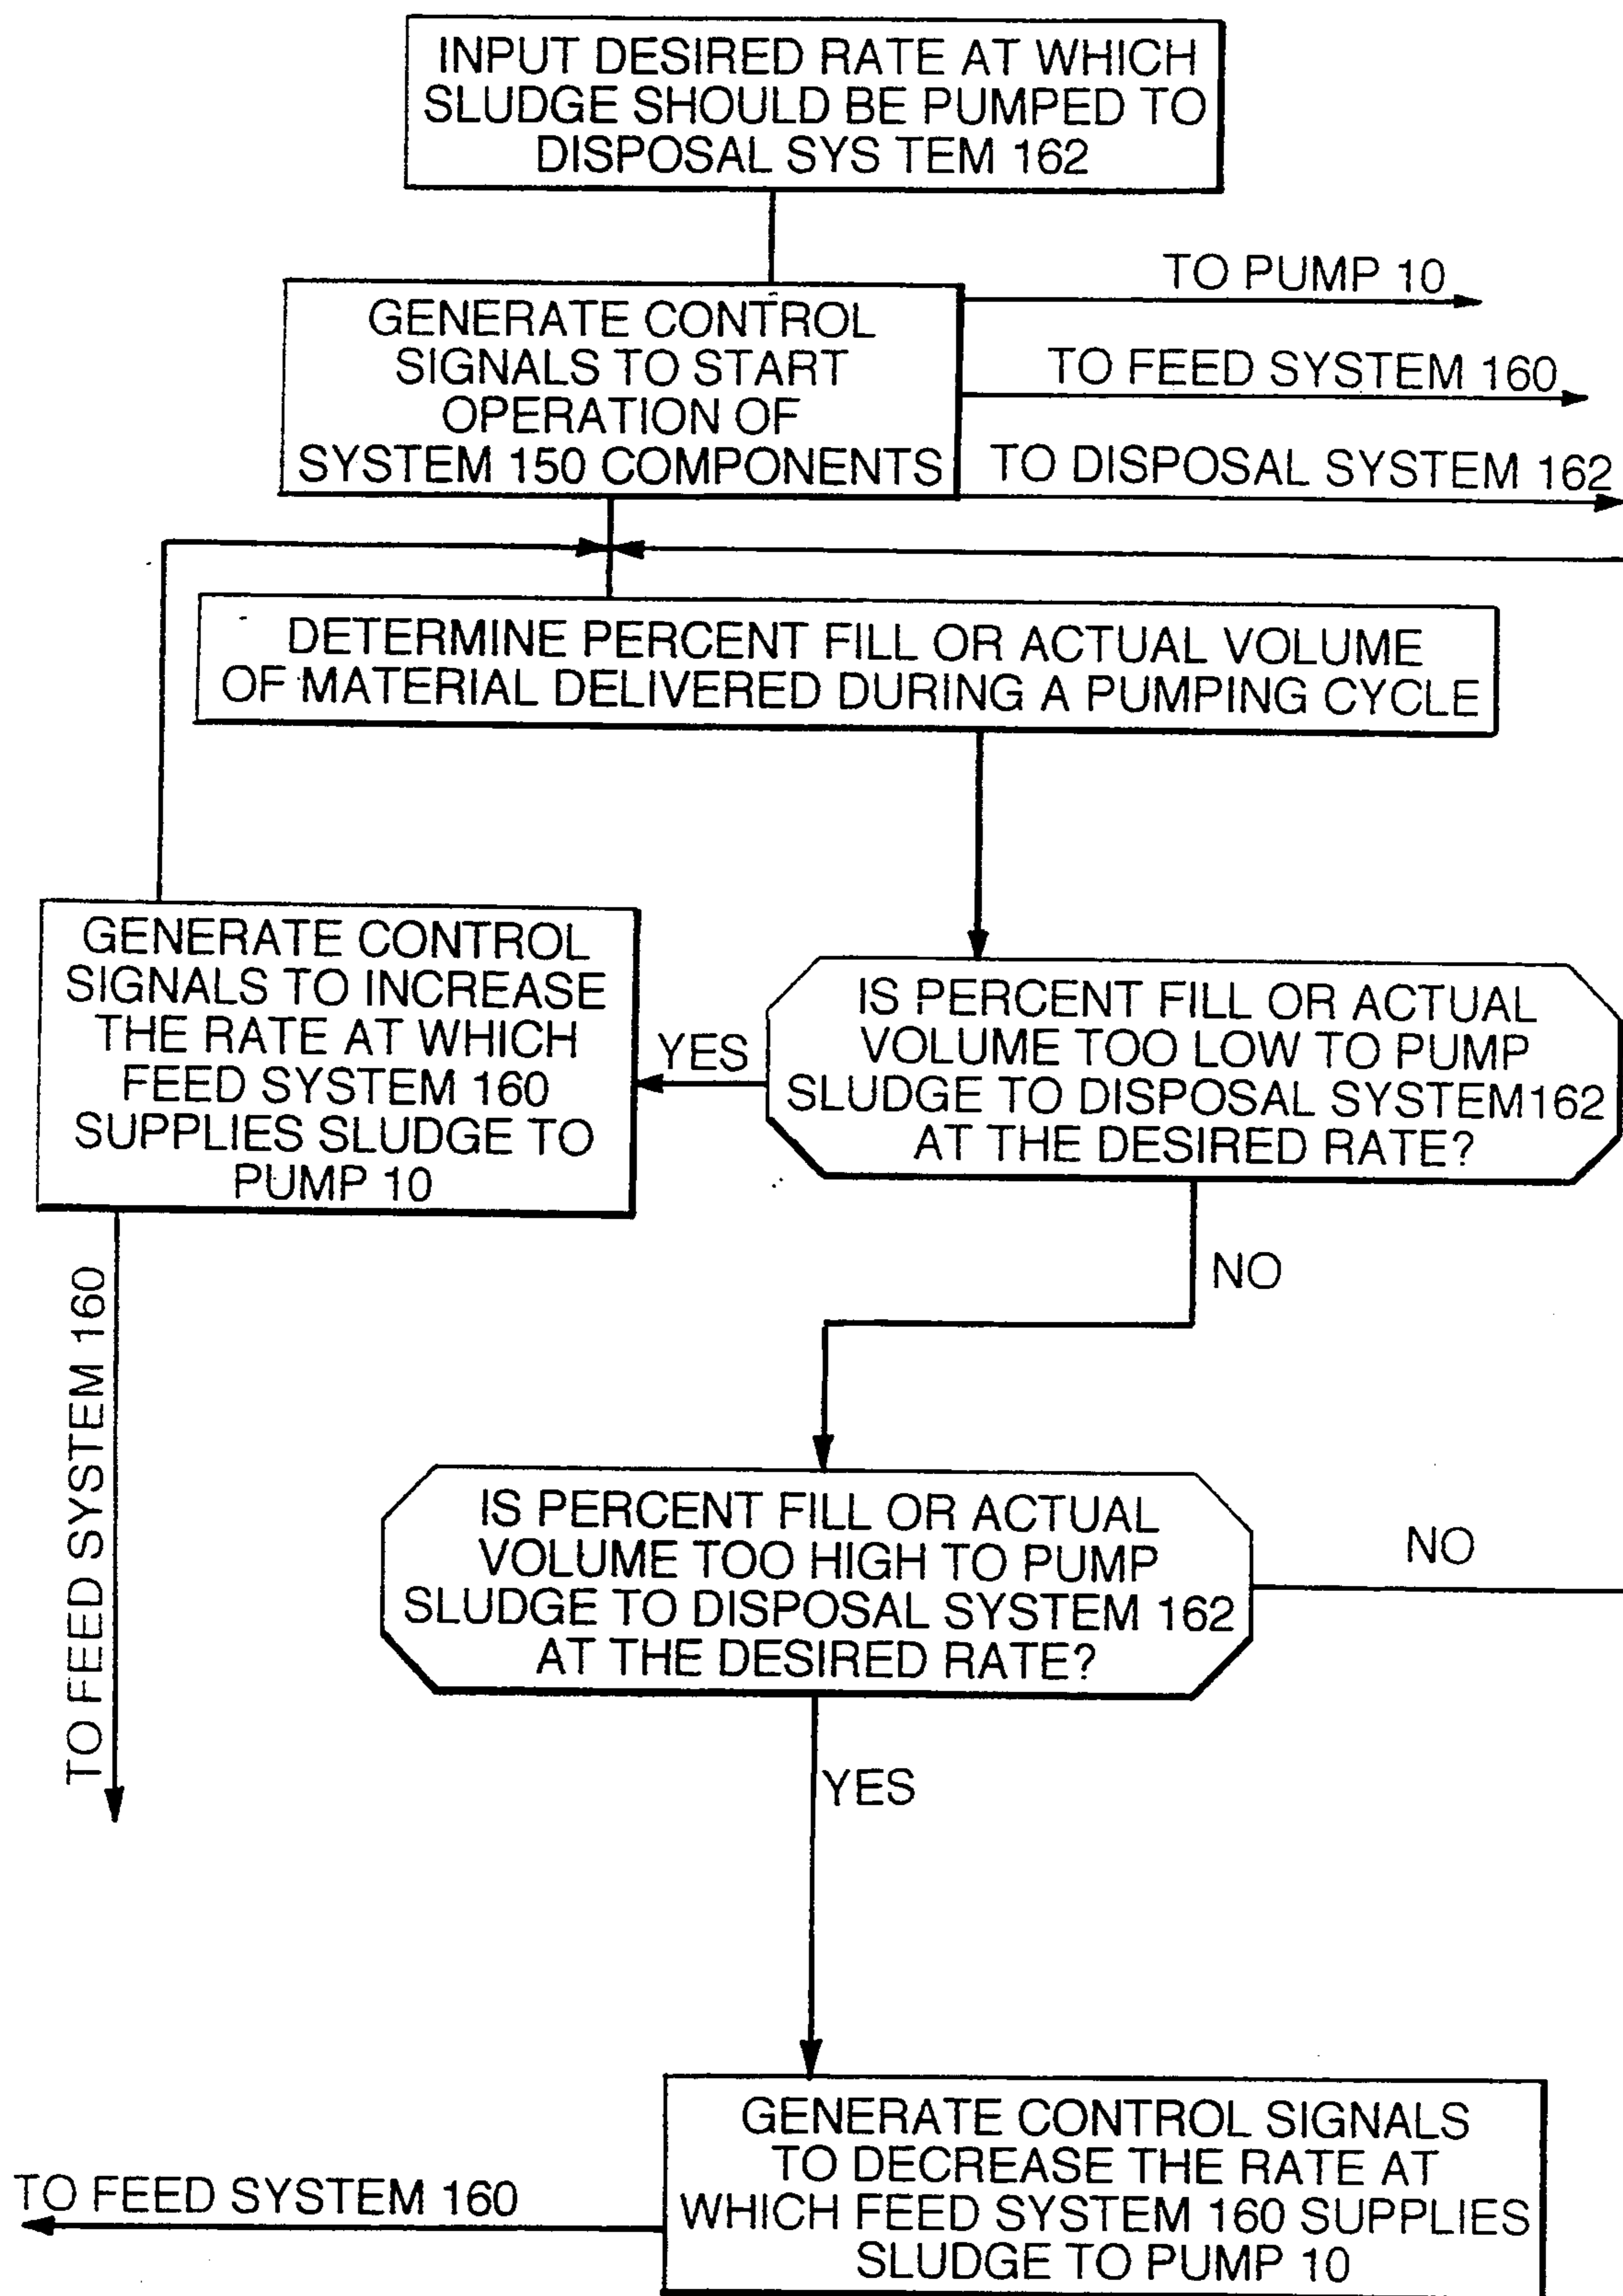 INPUT DESIRED RATE AT WHICH
SLUDGE SHOULD BE PUMPED TO
DISPOSAL SYS TEM 162
GENERATE CONTROL
SIGNALS TO START
OPERATION OF
SYSTEM 150 COMPONENTS
TO PUMP 10
TO FEED SYSTEM 160
TO DISPOSAL SYSTEM 162
DETERMINE PERCENT FILL OR ACTUAL VOLUME
OF MATERIAL DELIVERED DURING A PUMPING CYCLE
GENERATE CONTROL
SIGNALS TO INCREASE
THE RATE AT WHICH
FEED SYSTEM 160
SUPPLIES SLUDGE TO
PUMP 10
YES
IS PERCENT FILL OR ACTUAL
VOLUME TOO LOW TO PUMP
SLUDGE TO DISPOSAL SYSTEM162
AT THE DESIRED RATE?
NO
TO FEED SYSTEM 160
IS PERCENT FILL OR ACTUAL
VOLUME TOO HIGH TO PUMP
SLUDGE TO DISPOSAL SYSTEM 162
AT THE DESIRED RATE?
NO
YES
GENERATE CONTROL SIGNALS
TO DECREASE THE RATE AT
WHICH FEED SYSTEM 160 SUPPLIES
SLUDGE TO PUMP 10
TO FEED SYSTEM 160